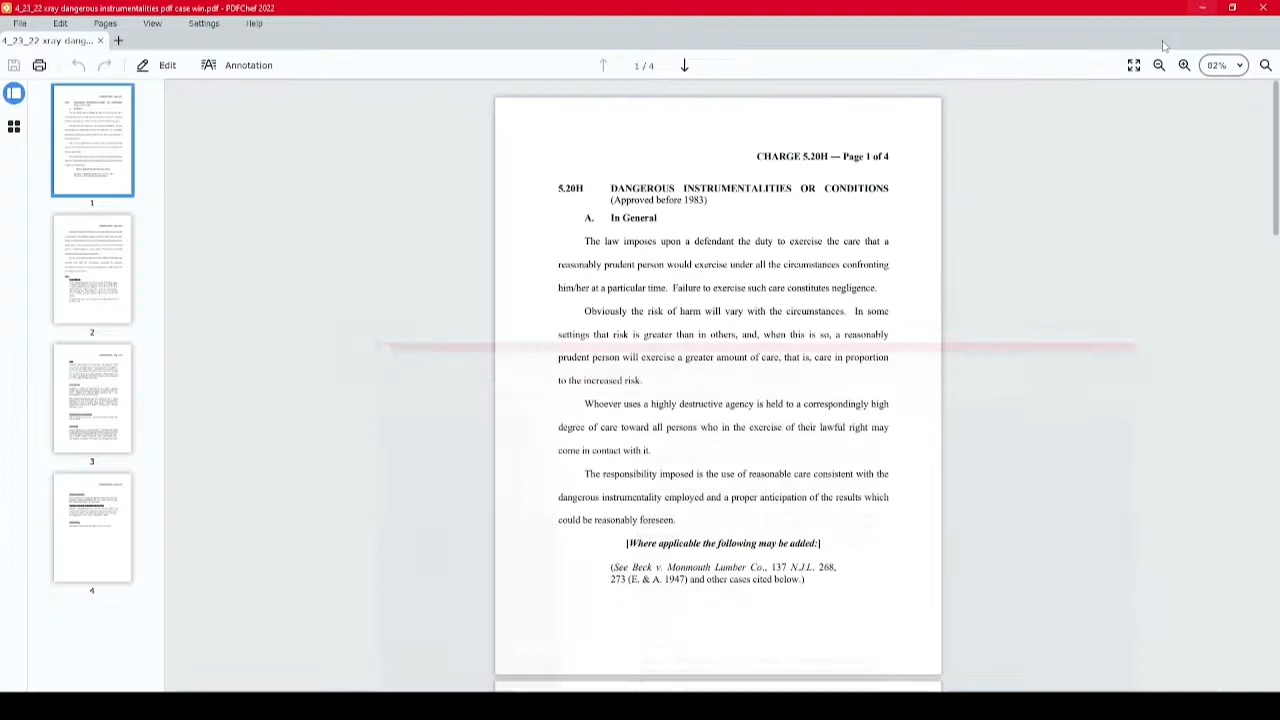 4_23_22 xray dangerous instrumentalities pdf case win.pdf - PDFChef 2022
File Edit Pages View Settings Help
4_23_22 xray dang...
Edit Annotation 1 / 4 82%
CHARGE 5.20H — Page 1 of 4
5.20H DANGEROUS INSTRUMENTALITIES OR CONDITIONS
(Approved before 1983)
A. In General
The law imposes upon a defendant the duty to exercise the care that a
reasonably prudent person would exercise under all the circumstances confronting
him/her at a particular time. Failure to exercise such care constitutes negligence.
Obviously the risk of harm will vary with the circumstances. In some
settings that risk is greater than in others, and, when this is so, a reasonably
prudent person will exercise a greater amount of care, that is, care in proportion
to the increased risk.
Whoever uses a highly destructive agency is held to a correspondingly high
degree of care toward all persons who in the exercise of their lawful right may
come in contact with it.
The responsibility imposed is the use of reasonable care consistent with the
dangerous instrumentality employed and a proper anticipation of the results which
could be reasonably foreseen.
[Where applicable the following may be added:]
(See Beck v. Monmouth Lumber Co., 137 N.J.L. 268,
273 (E. & A. 1947) and other cases cited below.)
1
2
3
4